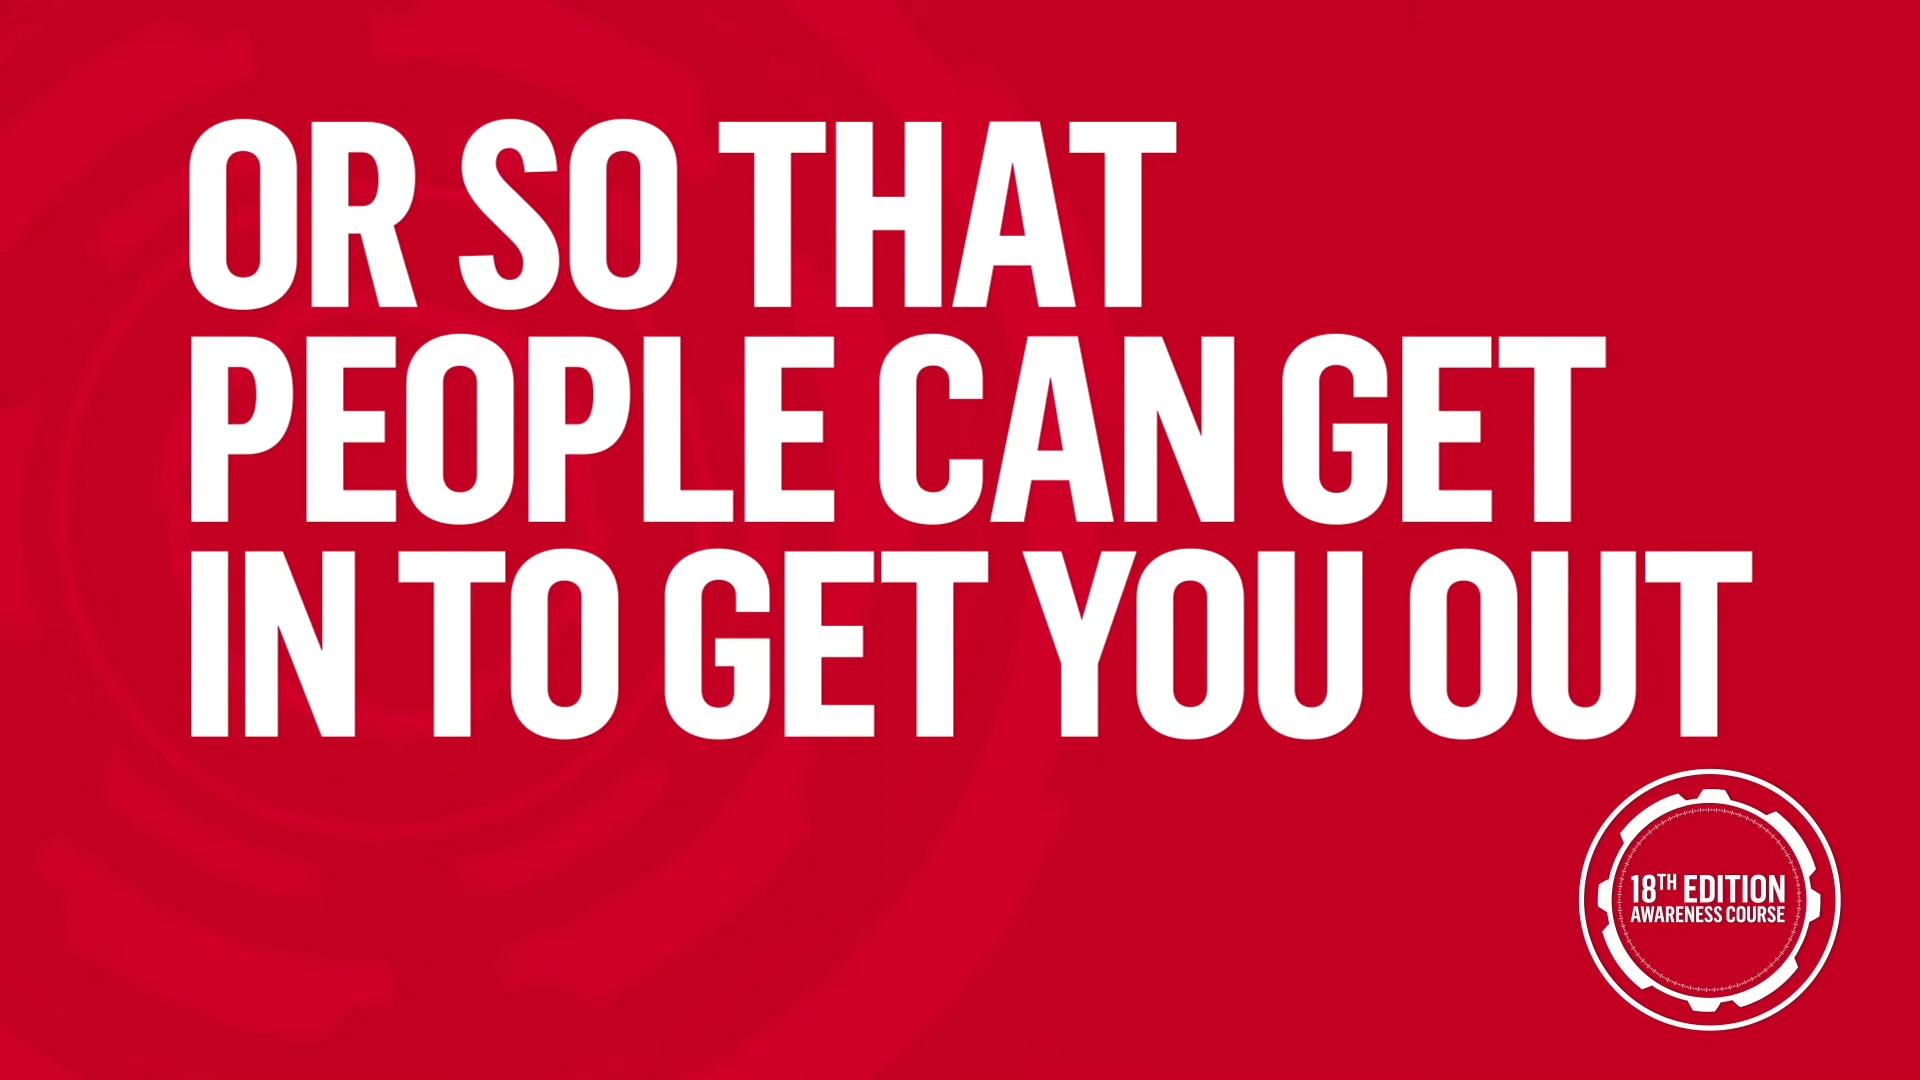 OR SO THAT
PEOPLE CAN GET
IN TO GET YOU OUT
18TH EDITION
AWARENESS COURSE